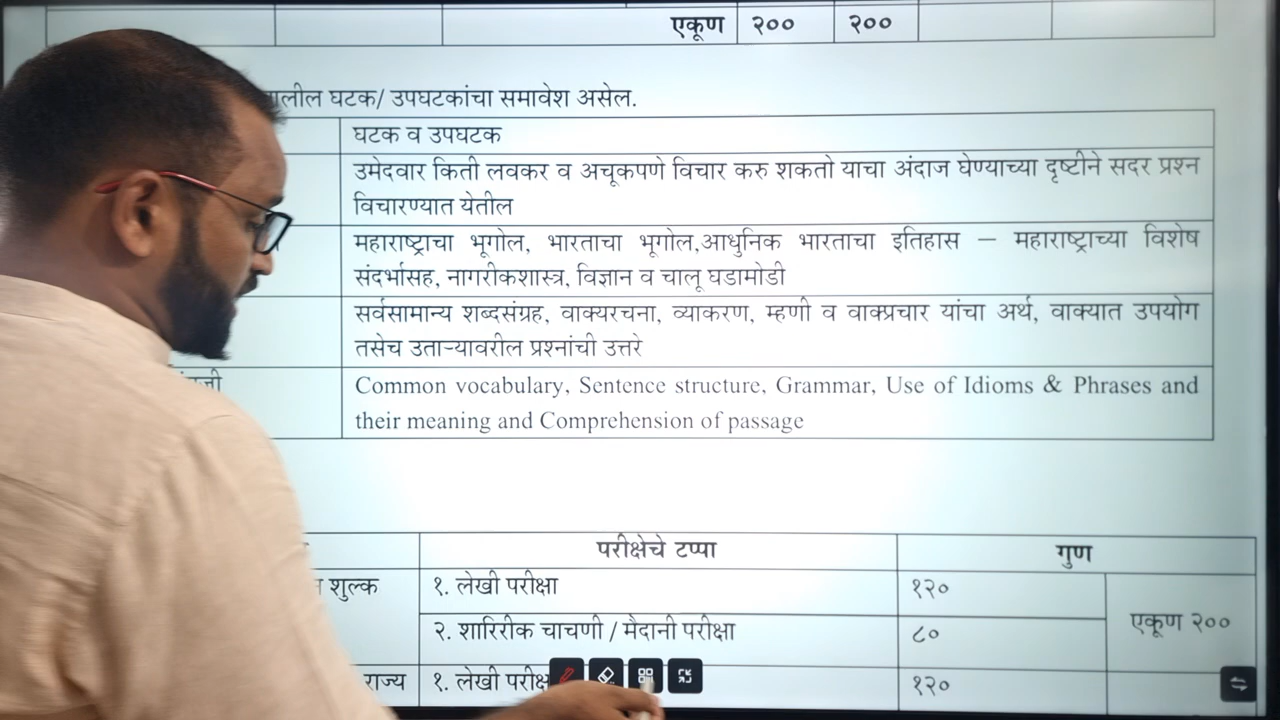 एकूण २०० २००
घटक/ उपघटकांचा समावेश असेल.
घटक व उपघटक
उमेदवार किती लवकर व अचूकपणे विचार करु शकतो याचा अंदाज घेण्याच्या दृष्टीने सदर प्रश्न
विचारण्यात येतील
महाराष्ट्राचा भूगोल, भारताचा भूगोल,आधुनिक भारताचा इतिहास – महाराष्ट्राच्या विशेष
संदर्भासह, नागरीकशास्त्र, विज्ञान व चालू घडामोडी
सर्वसामान्य शब्दसंग्रह, वाक्यरचना, व्याकरण, म्हणी व वाक्प्रचार यांचा अर्थ, वाक्यात उपयोग
तसेच उताऱ्यावरील प्रश्नांची उत्तरे
Common vocabulary, Sentence structure, Grammar, Use of Idioms & Phrases and
their meaning and Comprehension of passage
परीक्षेचे टप्पा गुण
शुल्क १. लेखी परीक्षा १२०
एकूण २००
२. शारिरीक चाचणी / मैदानी परीक्षा ८०
राज्य १. लेखी १२०